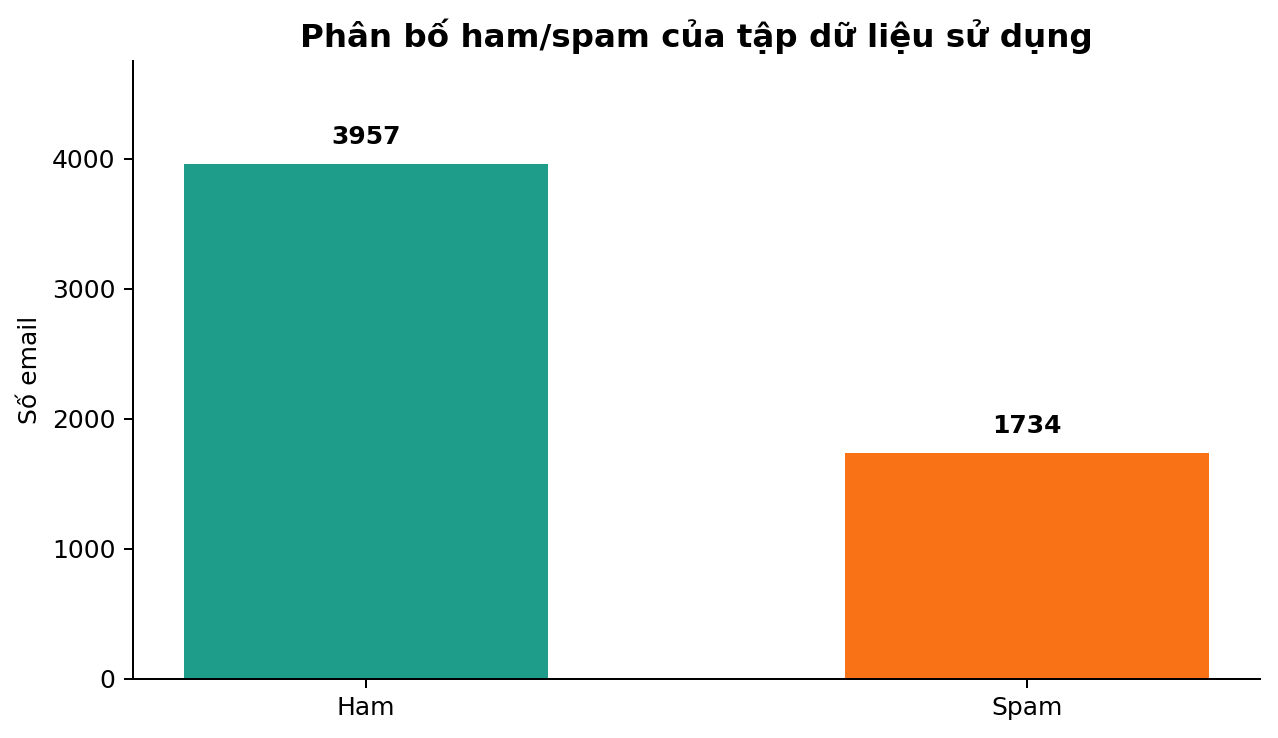 Phân bố ham/spam của tập dữ liệu sử dụng
Số email
4000
3000
2000
1000
0
3957
1734
Ham
Spam